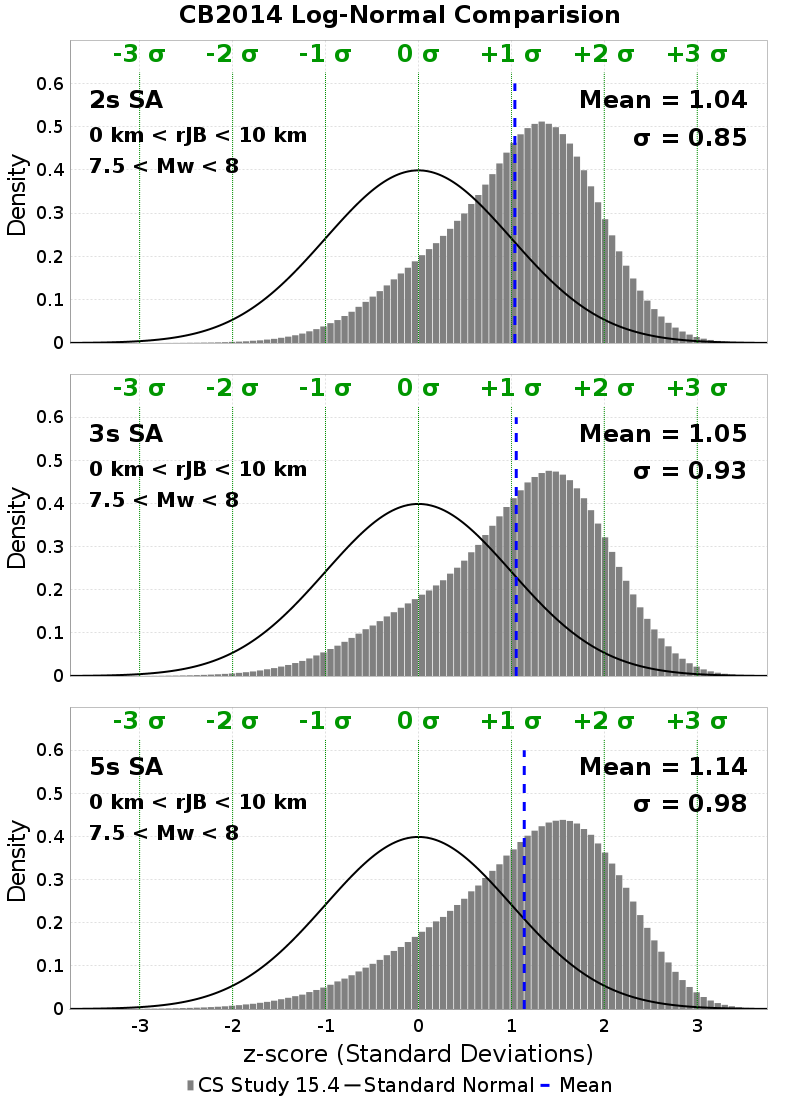 CB2014 Log-Normal Comparision
-3 σ -2 σ -1 σ 0 σ +1 σ +2 σ +3 σ
2s SA
Mean = 1.04
0 km < rJB < 10 km
σ = 0.85
7.5 < Mw < 8
Density
0.6
0.5
0.4
0.3
0.2
0.1
0
-3 σ -2 σ -1 σ 0 σ +1 σ +2 σ +3 σ
3s SA
Mean = 1.05
0 km < rJB < 10 km
σ = 0.93
7.5 < Mw < 8
Density
0.6
0.5
0.4
0.3
0.2
0.1
0
-3 σ -2 σ -1 σ 0 σ +1 σ +2 σ +3 σ
5s SA
Mean = 1.14
0 km < rJB < 10 km
σ = 0.98
7.5 < Mw < 8
Density
0.6
0.5
0.4
0.3
0.2
0.1
0
-3 -2 -1 0 1 2 3
z-score (Standard Deviations)
CS Study 15.4 Standard Normal Mean